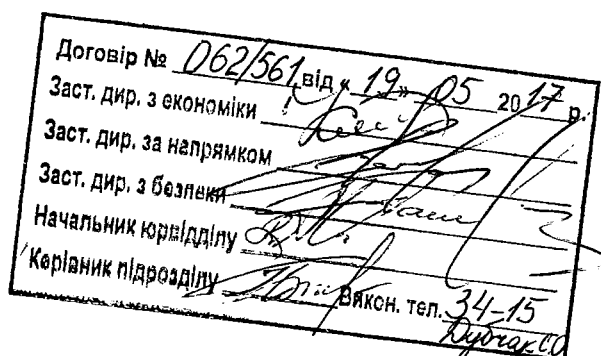 Договір № 062/561 від « 19 » 05 2017 р.
Заст. дир. з економіки
Заст. дир. за напрямком
Заст. дир. з безпеки
Начальник юрвідділу
Керівник підрозділу Викон. тел. 34-15
Дубчак С.О.